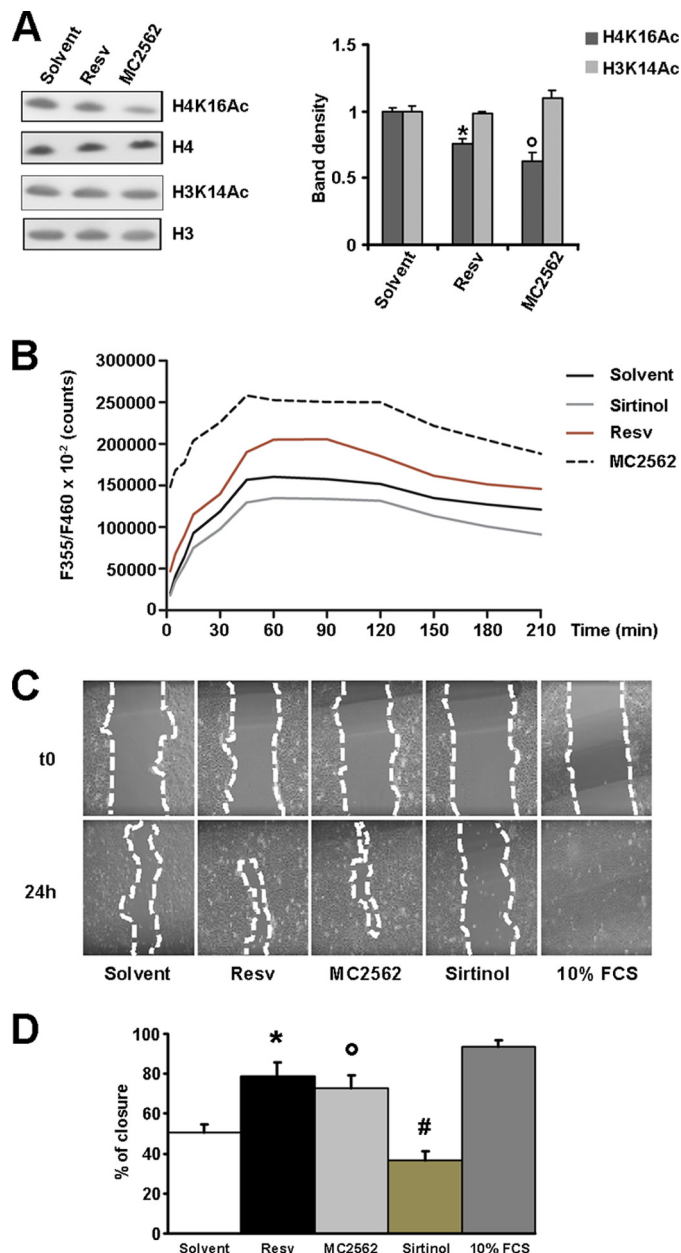 A
Solvent
Resv
MC2562
H4K16Ac
H4
H3K14Ac
H3
H4K16Ac
H3K14Ac
1.5
1
0.5
0
Band density
*
o
Solvent
Resv
MC2562
B
300000
250000
200000
150000
100000
50000
0
F355/F460 x 10-2 (counts)
0 30 60 90 120 150 180 210 Time (min)
Solvent
Sirtinol
Resv
MC2562
C
t0
24h
Solvent Resv MC2562 Sirtinol 10% FCS
D
100
80
60
40
20
0
% of closure
*
o
#
Solvent Resv MC2562 Sirtinol 10% FCS